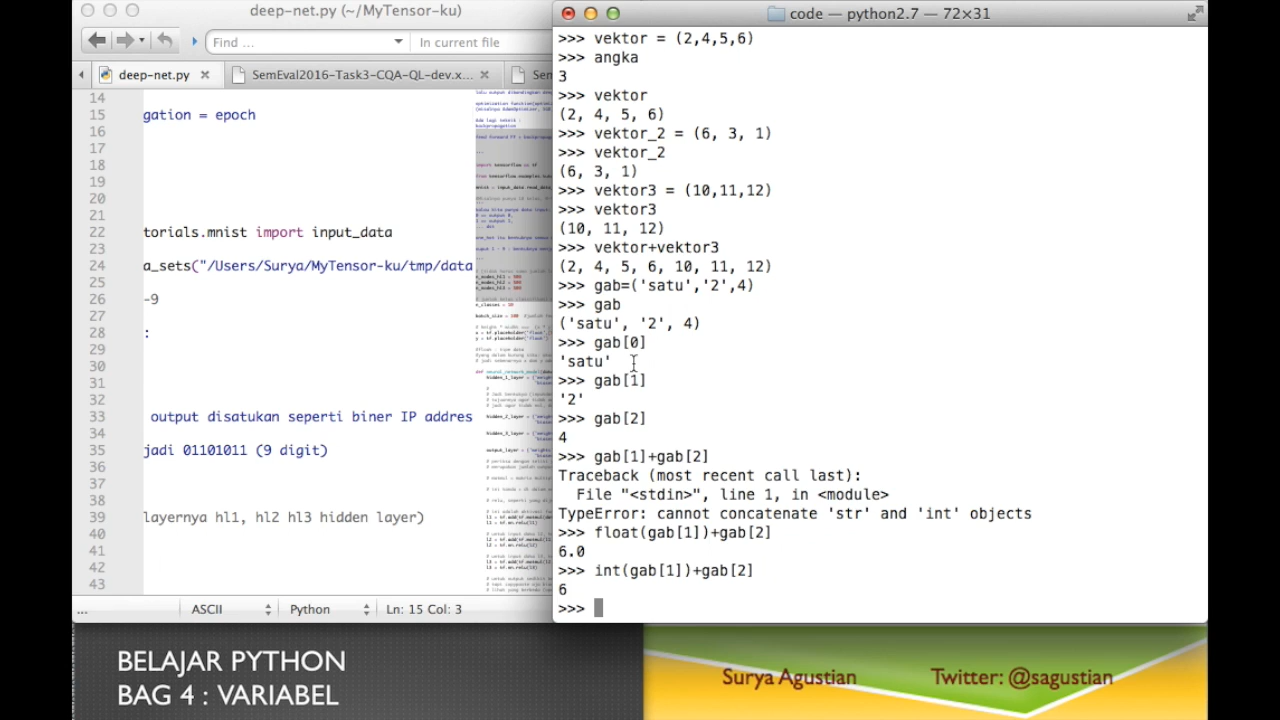 deep-net.py (~/MyTensor-ku)
Find ...
In current file
deep-net.py
SemEval2016-Task3-CQA-QL-dev.x...
Sem
14
15 gation = epoch
16
17
18
19
20
21
22 torials.mnist import input_data
23
24 a_sets("/Users/Surya/MyTensor-ku/tmp/data
25
26 -9
27
28 :
29
30
31
32
33 output disatukan seperti biner IP addres
34
35 jadi 01101011 (9 digit)
36
37
38
39 layernya hl1, hl2 hl3 hidden layer)
40
41
42
43
... ASCII Python Ln: 15 Col: 3
code — python2.7 — 72×31
>>> vektor = (2,4,5,6)
>>> angka
3
>>> vektor
(2, 4, 5, 6)
>>> vektor_2 = (6, 3, 1)
>>> vektor_2
(6, 3, 1)
>>> vektor3 = (10,11,12)
>>> vektor3
(10, 11, 12)
>>> vektor+vektor3
(2, 4, 5, 6, 10, 11, 12)
>>> gab=('satu','2',4)
>>> gab
('satu', '2', 4)
>>> gab[0]
'satu'
>>> gab[1]
'2'
>>> gab[2]
4
>>> gab[1]+gab[2]
Traceback (most recent call last):
File "<stdin>", line 1, in <module>
TypeError: cannot concatenate 'str' and 'int' objects
>>> float(gab[1])+gab[2]
6.0
>>> int(gab[1])+gab[2]
6
>>>
BELAJAR PYTHON
BAG 4 : VARIABEL
Surya Agustian
Twitter: @sagustian